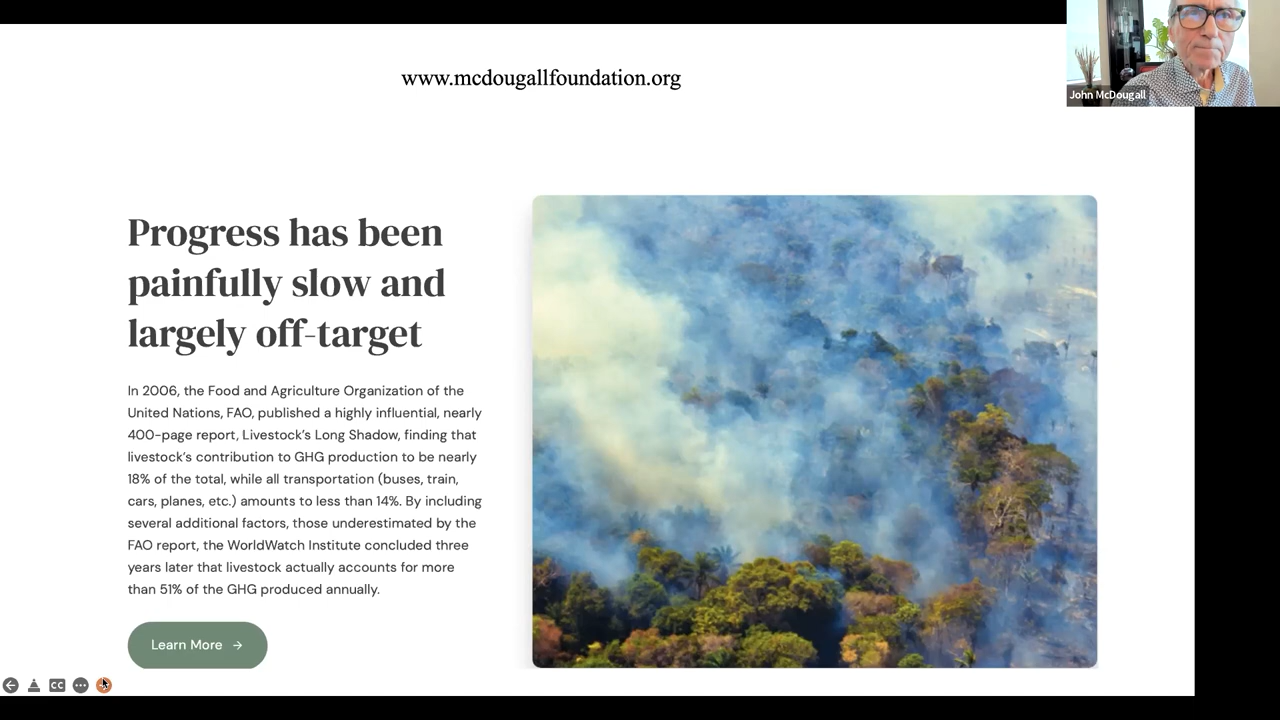 www.mcdougallfoundation.org
John McDougall
Progress has been
painfully slow and
largely off-target
In 2006, the Food and Agriculture Organization of the
United Nations, FAO, published a highly influential, nearly
400-page report, Livestock's Long Shadow, finding that
livestock's contribution to GHG production to be nearly
18% of the total, while all transportation (buses, train,
cars, planes, etc.) amounts to less than 14%. By including
several additional factors, those underestimated by the
FAO report, the WorldWatch Institute concluded three
years later that livestock actually accounts for more
than 51% of the GHG produced annually.
Learn More →
CC